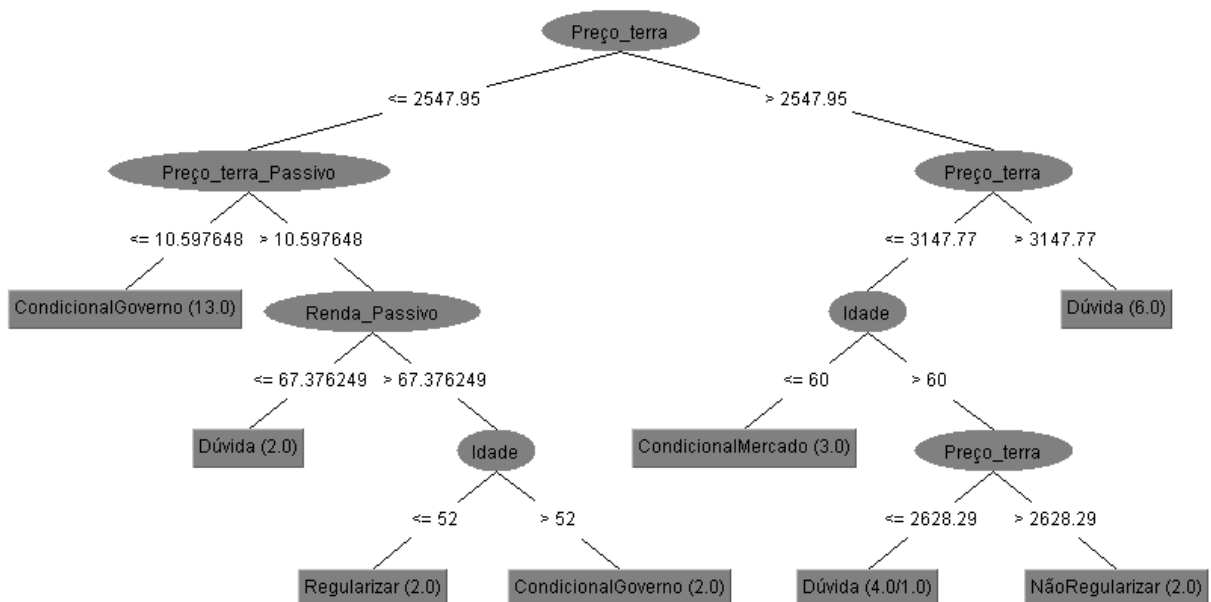 Preço_terra
<= 2547.95
> 2547.95
Preço_terra_Passivo
Preço_terra
<= 10.597648
> 10.597648
<= 3147.77
> 3147.77
CondicionalGoverno (13.0)
Renda_Passivo
Idade
Dúvida (6.0)
<= 67.376249
> 67.376249
<= 60
> 60
Dúvida (2.0)
Idade
CondicionalMercado (3.0)
Preço_terra
<= 52
> 52
<= 2628.29
> 2628.29
Regularizar (2.0)
CondicionalGoverno (2.0)
Dúvida (4.0/1.0)
NãoRegularizar (2.0)